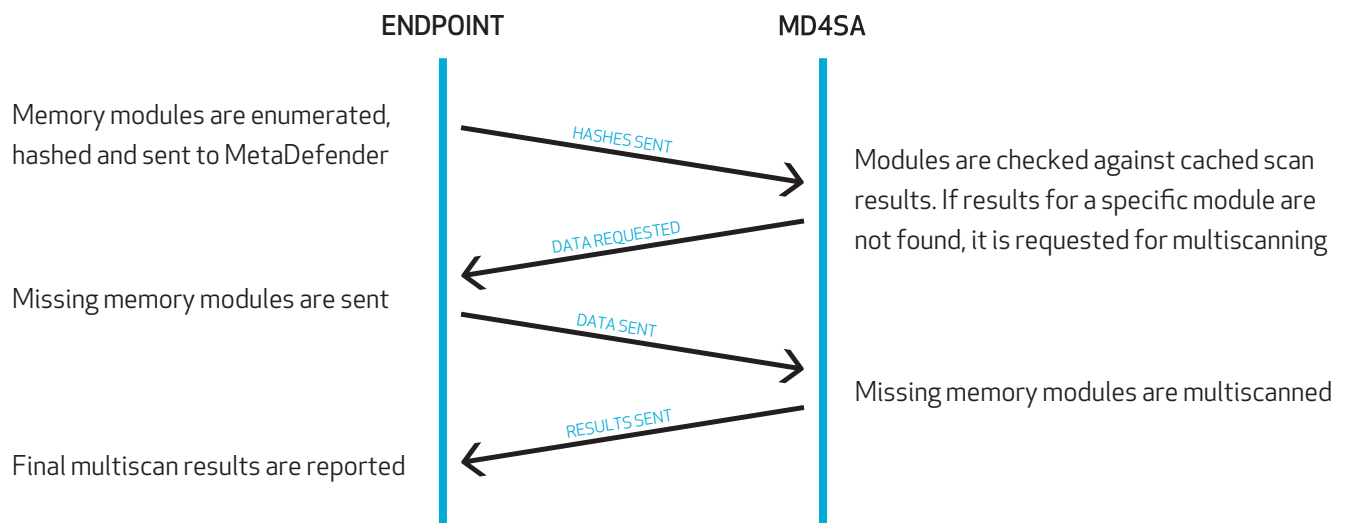 ENDPOINT
MD4SA
Memory modules are enumerated,
hashed and sent to MetaDefender
HASHES SENT
Modules are checked against cached scan
results. If results for a specific module are
not found, it is requested for multiscanning
DATA REQUESTED
Missing memory modules are sent
DATA SENT
Missing memory modules are multiscanned
RESULTS SENT
Final multiscan results are reported